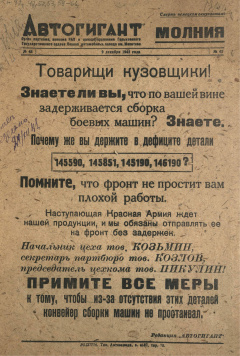 Следом выходит
Автогигант МОЛНИЯ
Товарищи кузовщики!
Знаете ли вы, что по вашей вине
задерживается сборка
боевых машин? Знаете.
Почему же вы держите в дефиците детали
145590, 145851, 145190, 146190 ?
Помните, что фронт не простит вам
плохой работы.
Наступающая Красная Армия ждет
нашей продукции, и мы обязаны отправлять ее
на фронт без задержек.
Начальник цеха тов. КОЗЬМИН,
секретарь партбюро тов. КОЗЛОВ,
председатель цехкома тов. ПИКУЛИН!
ПРИМИТЕ ВСЕ МЕРЫ
к тому, чтобы из-за отсутствия этих деталей
конвейер сборки машин не простаивал.
Редакция „АВТОГИГАНТ"